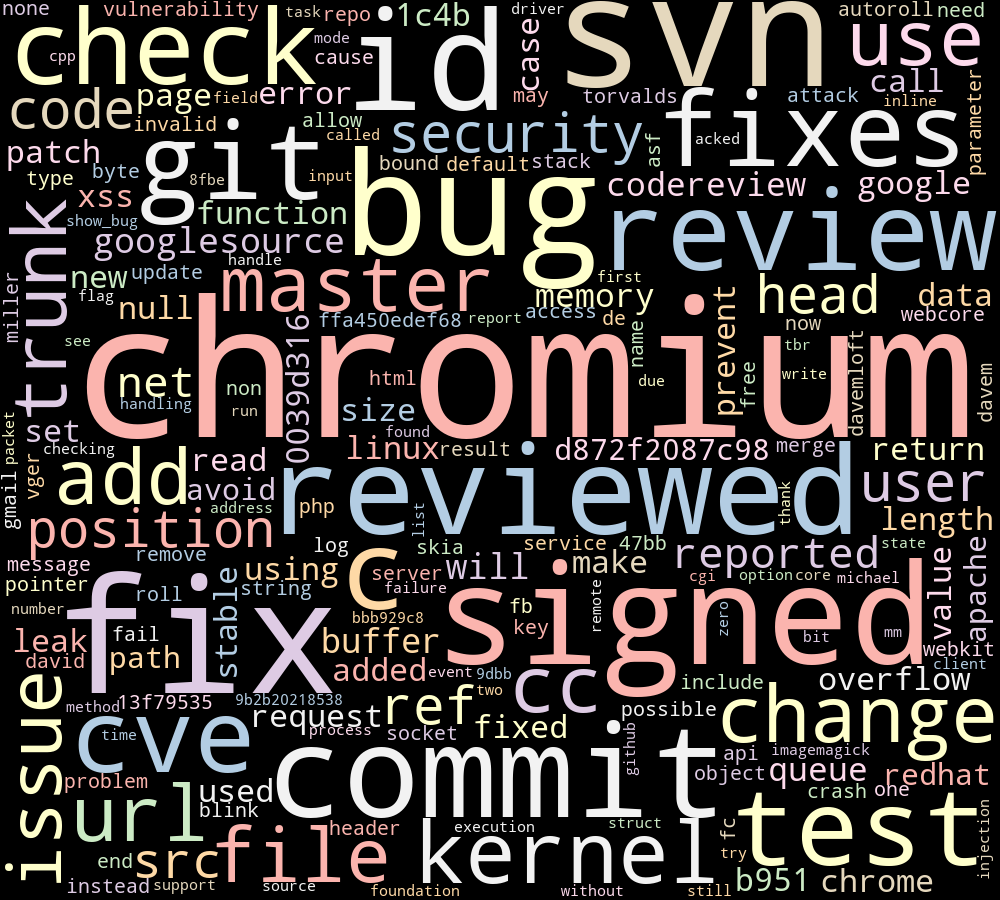 none
vulnerability
task
repo
1c4b
driver
autoroll
need
check
cpp
mode
cause
id
case
svn
use
code
page
field
error
may
torvalds
attack
call
inline
parameter
invalid
allow
called
security
asf
fixes
acked
patch
type
byte
git
8fbe
input
bound
default
stack
xss
show_bug
function
bug
codereview
google
review
trunk
googlesource
handle
new
update
flag
master
first
memory
head
data
webcore
miller
null
ffa450edef68
report
access
de
name
prevent
now
see
chromium
0039d316
tbr
davemloft
net
handling
non
run
html
size
due
free
write
davem
packet
set
checking
found
linux
result
d872f2087c98
merge
return
gmail
vger
add
read
avoid
address
php
reviewed
list
thank
user
length
position
remove
log
skia
service
47bb
reported
state
message
pointer
number
roll
stable
using
string
c
server
failure
will
make
remote
cgi
option
core
michael
value
apache
fix
bbb929c8
fb
key
signed
zero
bit
mm
webkit
client
leak
david
fail
path
buffer
added
event
9dbb
two
cc
include
overflow
issue
method
13f79535
9b2b20218538
request
process
ref
socket
fixed
possible
github
change
cve
time
commit
api
imagemagick
object
queue
redhat
problem
used
blink
crash
one
url
header
execution
struct
fc
try
test
injection
end
src
file
kernel
instead
support
source
foundation
without
still
b951
chrome